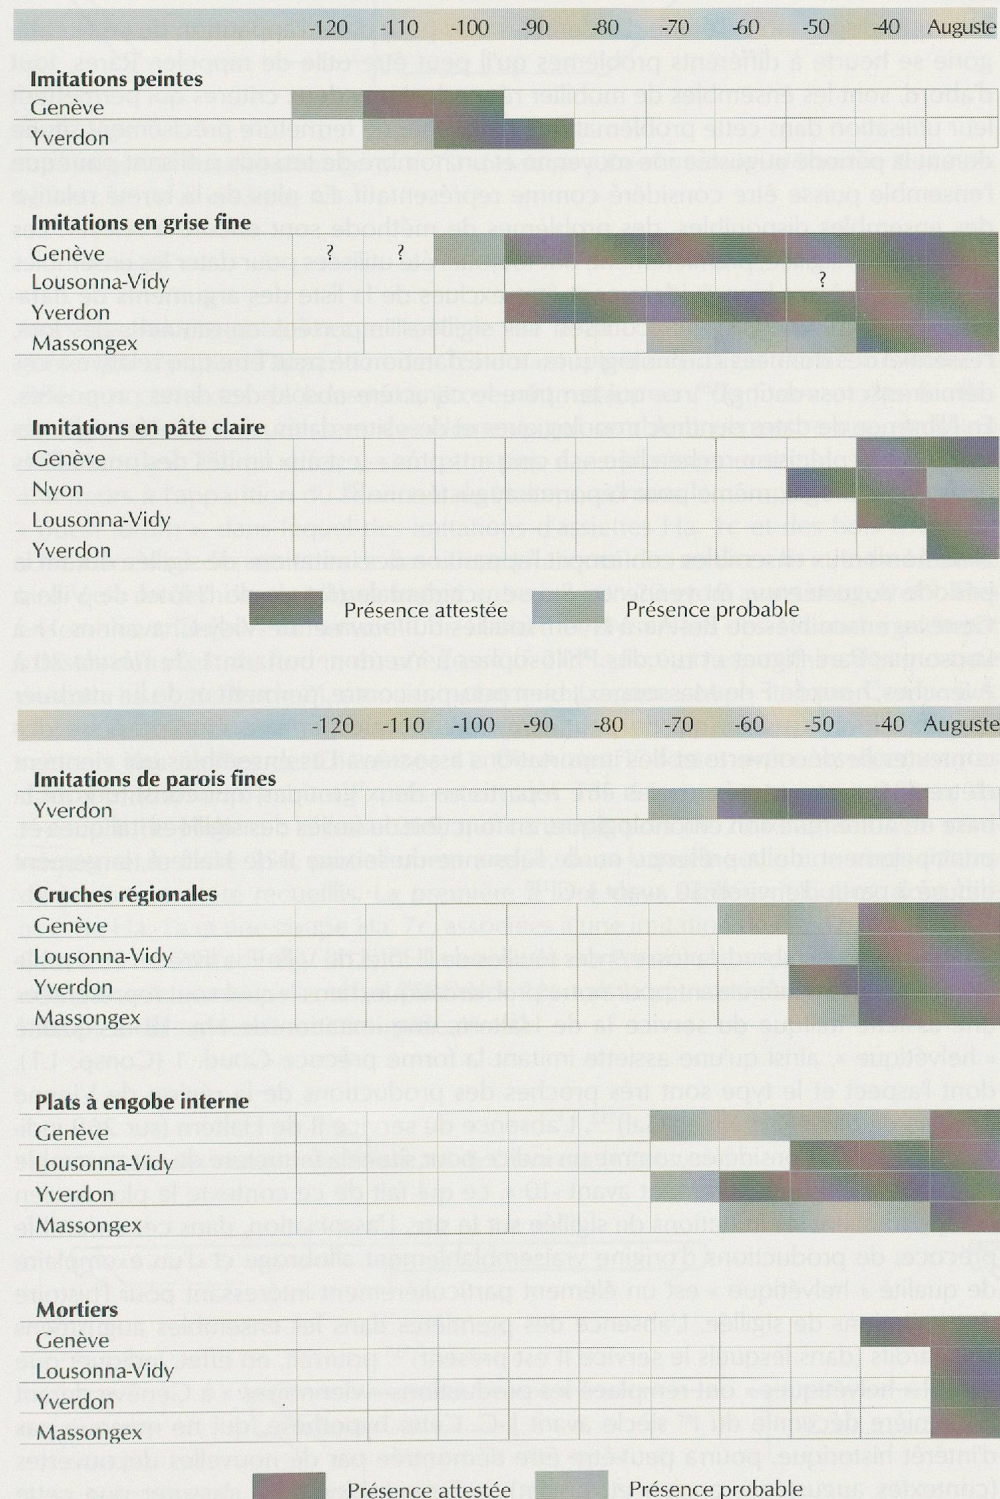 -120 -110 -100 -90 -80 -70 -60 -50 -40 Auguste
Imitations peintes
Genève
Yverdon
Imitations en grise fine
Genève ? ?
Lousonna-Vidy ?
Yverdon
Massongex
Imitations en pâte claire
Genève
Nyon
Lousonna-Vidy
Yverdon
Présence attestée Présence probable
-120 -110 -100 -90 -80 -70 -60 -50 -40 Auguste
Imitations de parois fines
Yverdon
Cruches régionales
Genève
Lousonna-Vidy
Yverdon
Massongex
Plats à engobe interne
Genève
Lousonna-Vidy
Yverdon
Massongex
Mortiers
Genève
Lousonna-Vidy
Yverdon
Massongex
Présence attestée Présence probable